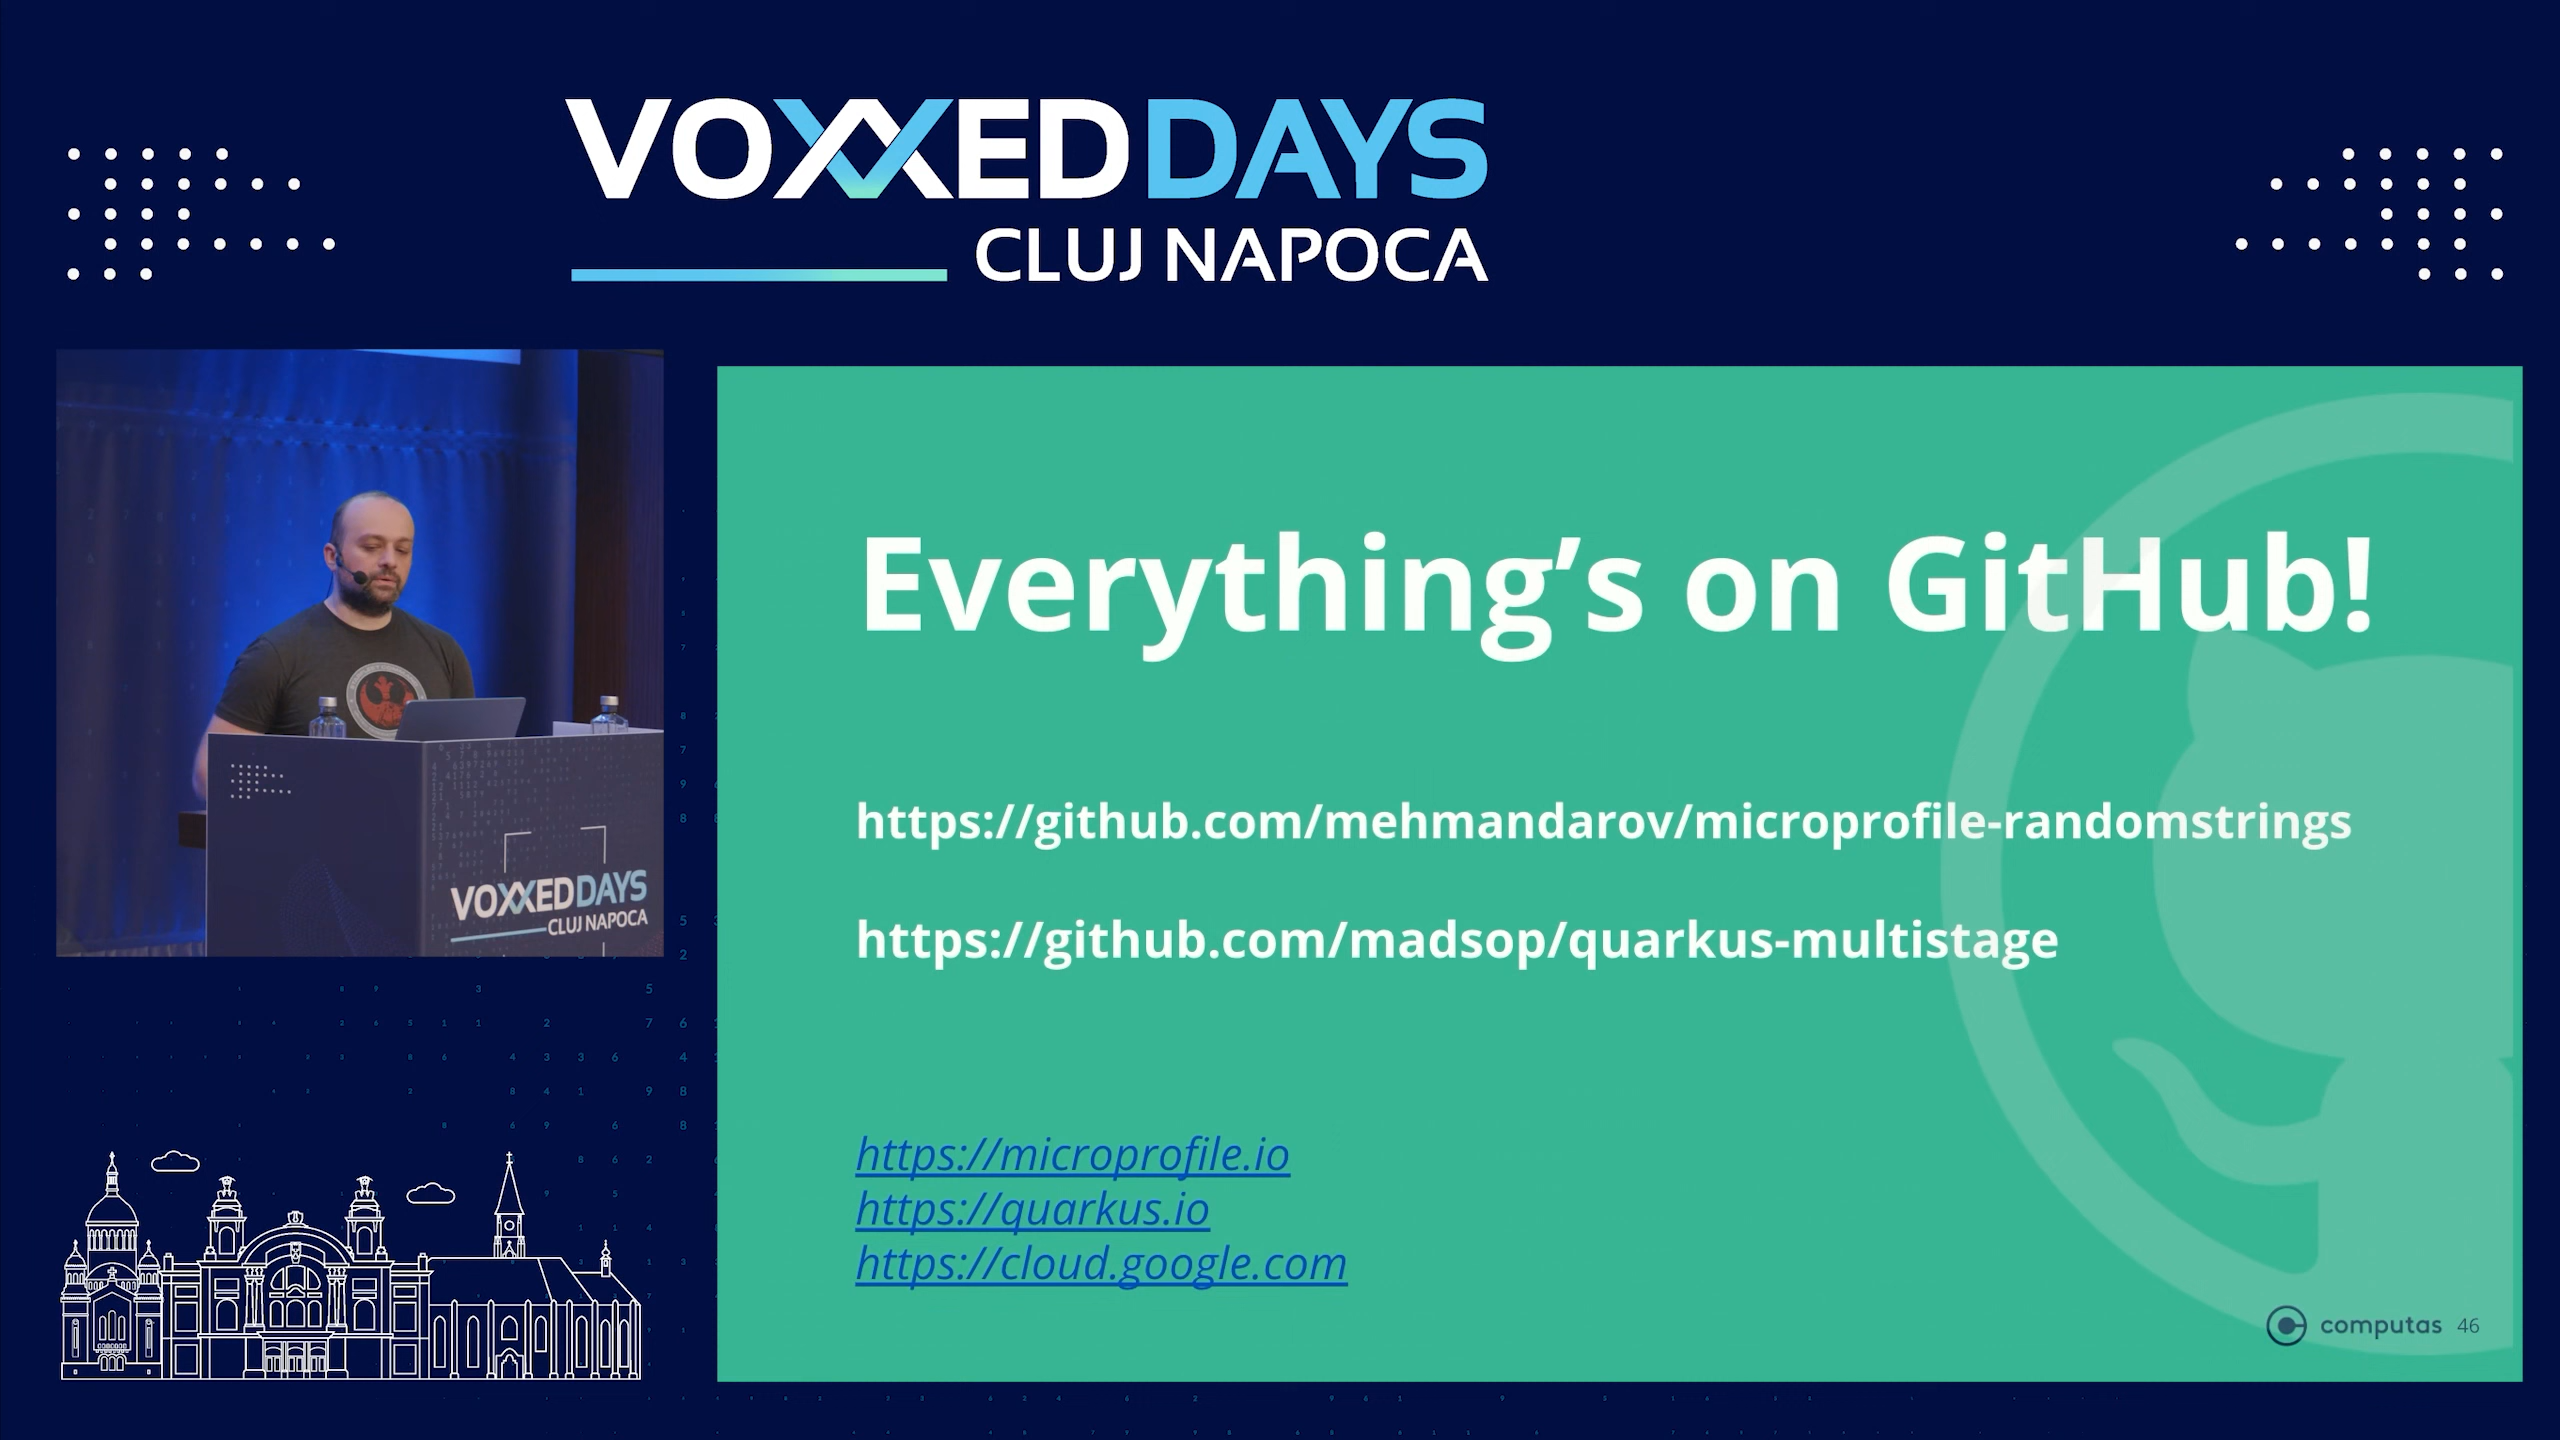 VOXXED DAYS
CLUJ NAPOCA
Everything’s on GitHub!
https://github.com/mehmandarov/microprofile-randomstrings
https://github.com/madsop/quarkus-multistage
https://microprofile.io
https://quarkus.io
https://cloud.google.com
computas 46
VOXXED DAYS
CLUJ NAPOCA